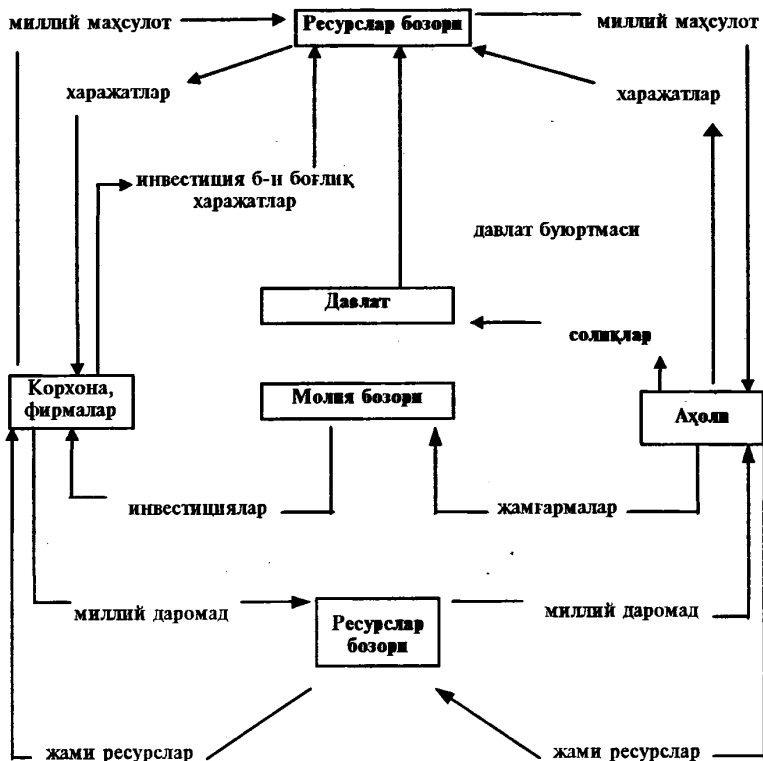 миллий маҳсулот
Ресурслар бозори
миллий маҳсулот
харажатлар
харажатлар
инвестиция б-н боғлиқ
харажатлар
давлат буюртмаси
Давлат
солиқлар
Корхона,
фирмалар
Молия бозори
Аҳоли
инвестициялар
жамғармалар
миллий даромад
Ресурслар
бозори
миллий даромад
жами ресурслар
жами ресурслар